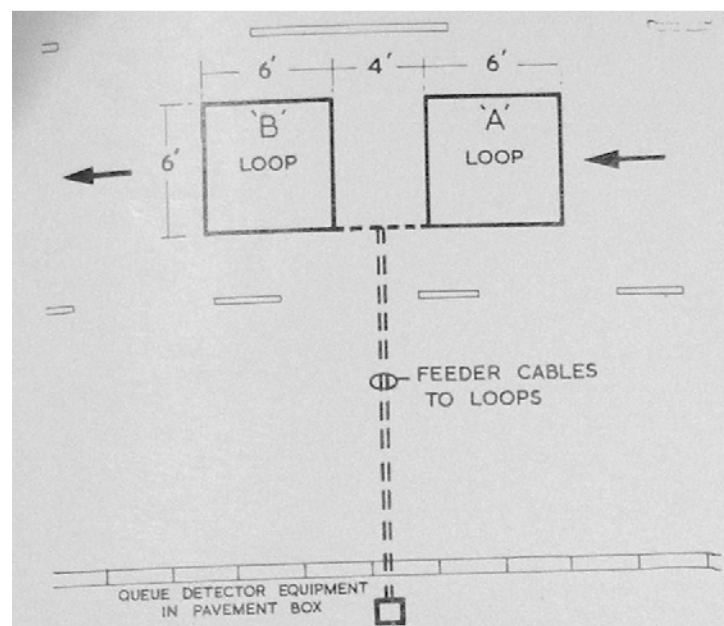 6' 4' 6'
'B' 'A'
6' LOOP LOOP
FEEDER CABLES
TO LOOPS
QUEUE DETECTOR EQUIPMENT
IN PAVEMENT BOX